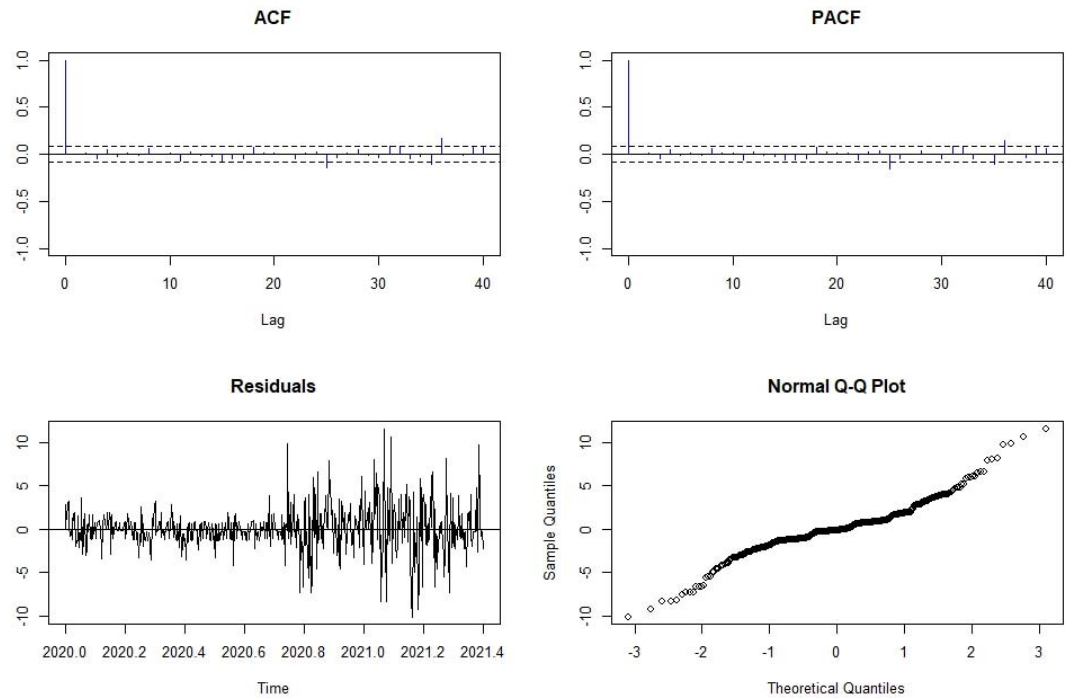 ACF
1.0
0.5
0.0
-0.5
-1.0
0 10 20 30 40
Lag
PACF
1.0
0.5
0.0
-0.5
-1.0
0 10 20 30 40
Lag
Residuals
10
5
0
-5
-10
2020.0 2020.2 2020.4 2020.6 2020.8 2021.0 2021.2 2021.4
Time
Normal Q-Q Plot
Sample Quantiles
10
5
0
-5
-10
-3 -2 -1 0 1 2 3
Theoretical Quantiles